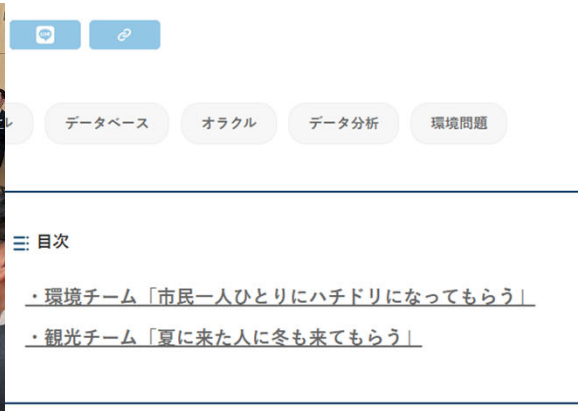 LINE
ル データベース オラクル データ分析 環境問題
目次
・環境チーム「市民一人ひとりにハチドリになってもらう」
・観光チーム「夏に来た人に冬も来てもらう」